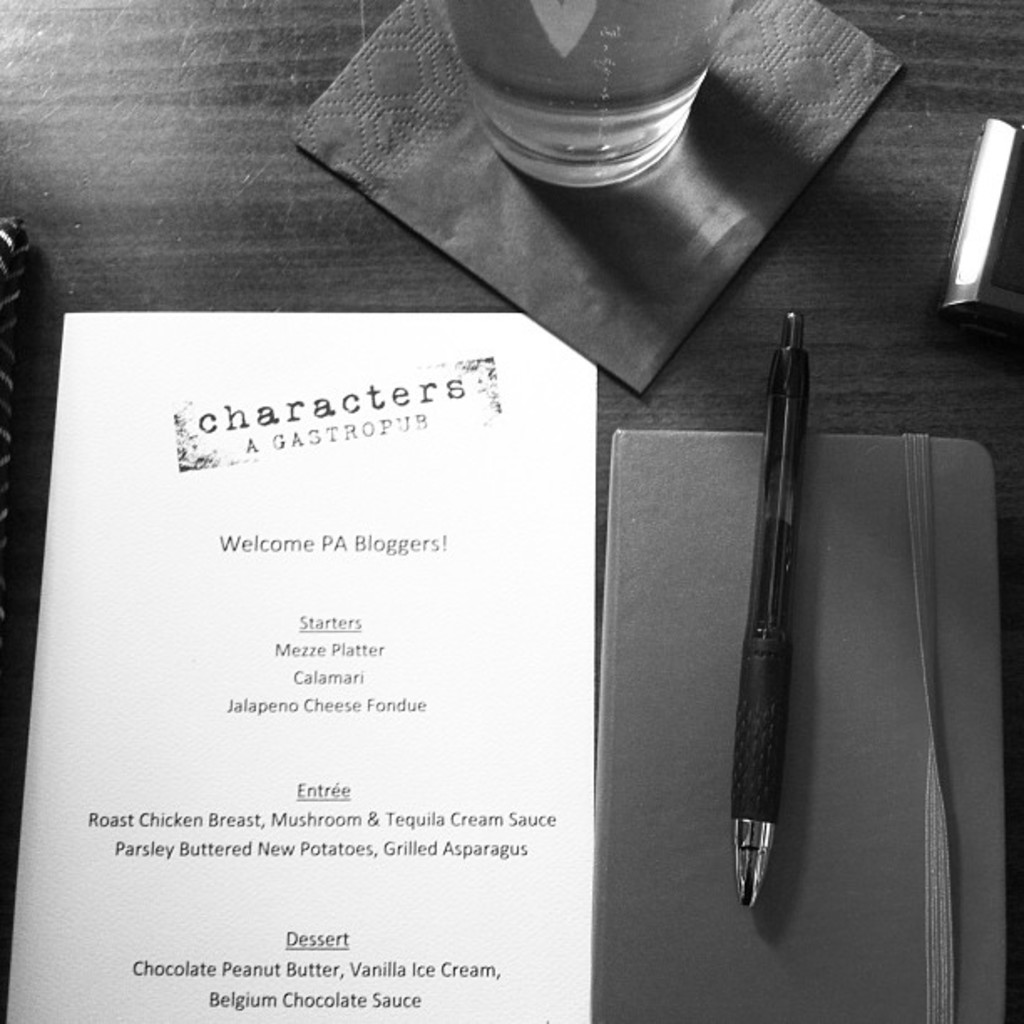 characters
A GASTROPUB
Welcome PA Bloggers!
Starters
Mezze Platter
Calamari
Jalapeno Cheese Fondue
Entrée
Roast Chicken Breast, Mushroom & Tequila Cream Sauce
Parsley Buttered New Potatoes, Grilled Asparagus
Dessert
Chocolate Peanut Butter, Vanilla Ice Cream,
Belgium Chocolate Sauce